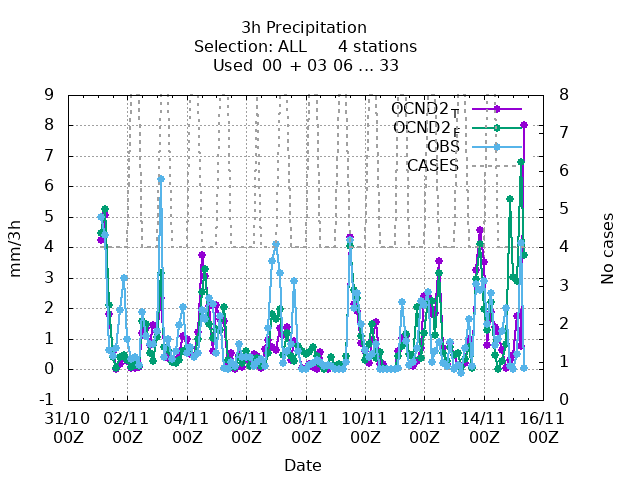 3h Precipitation
Selection: ALL 4 stations
Used 00 + 03 06 ... 33
OCND2_T
OCND2_F
OBS
CASES
mm/3h
9
8
7
6
5
4
3
2
1
0
-1
8
7
6
5
4
3
2
1
0
No cases
31/10 02/11 04/11 06/11 08/11 10/11 12/11 14/11 16/11
00Z 00Z 00Z 00Z 00Z 00Z 00Z 00Z 00Z
Date